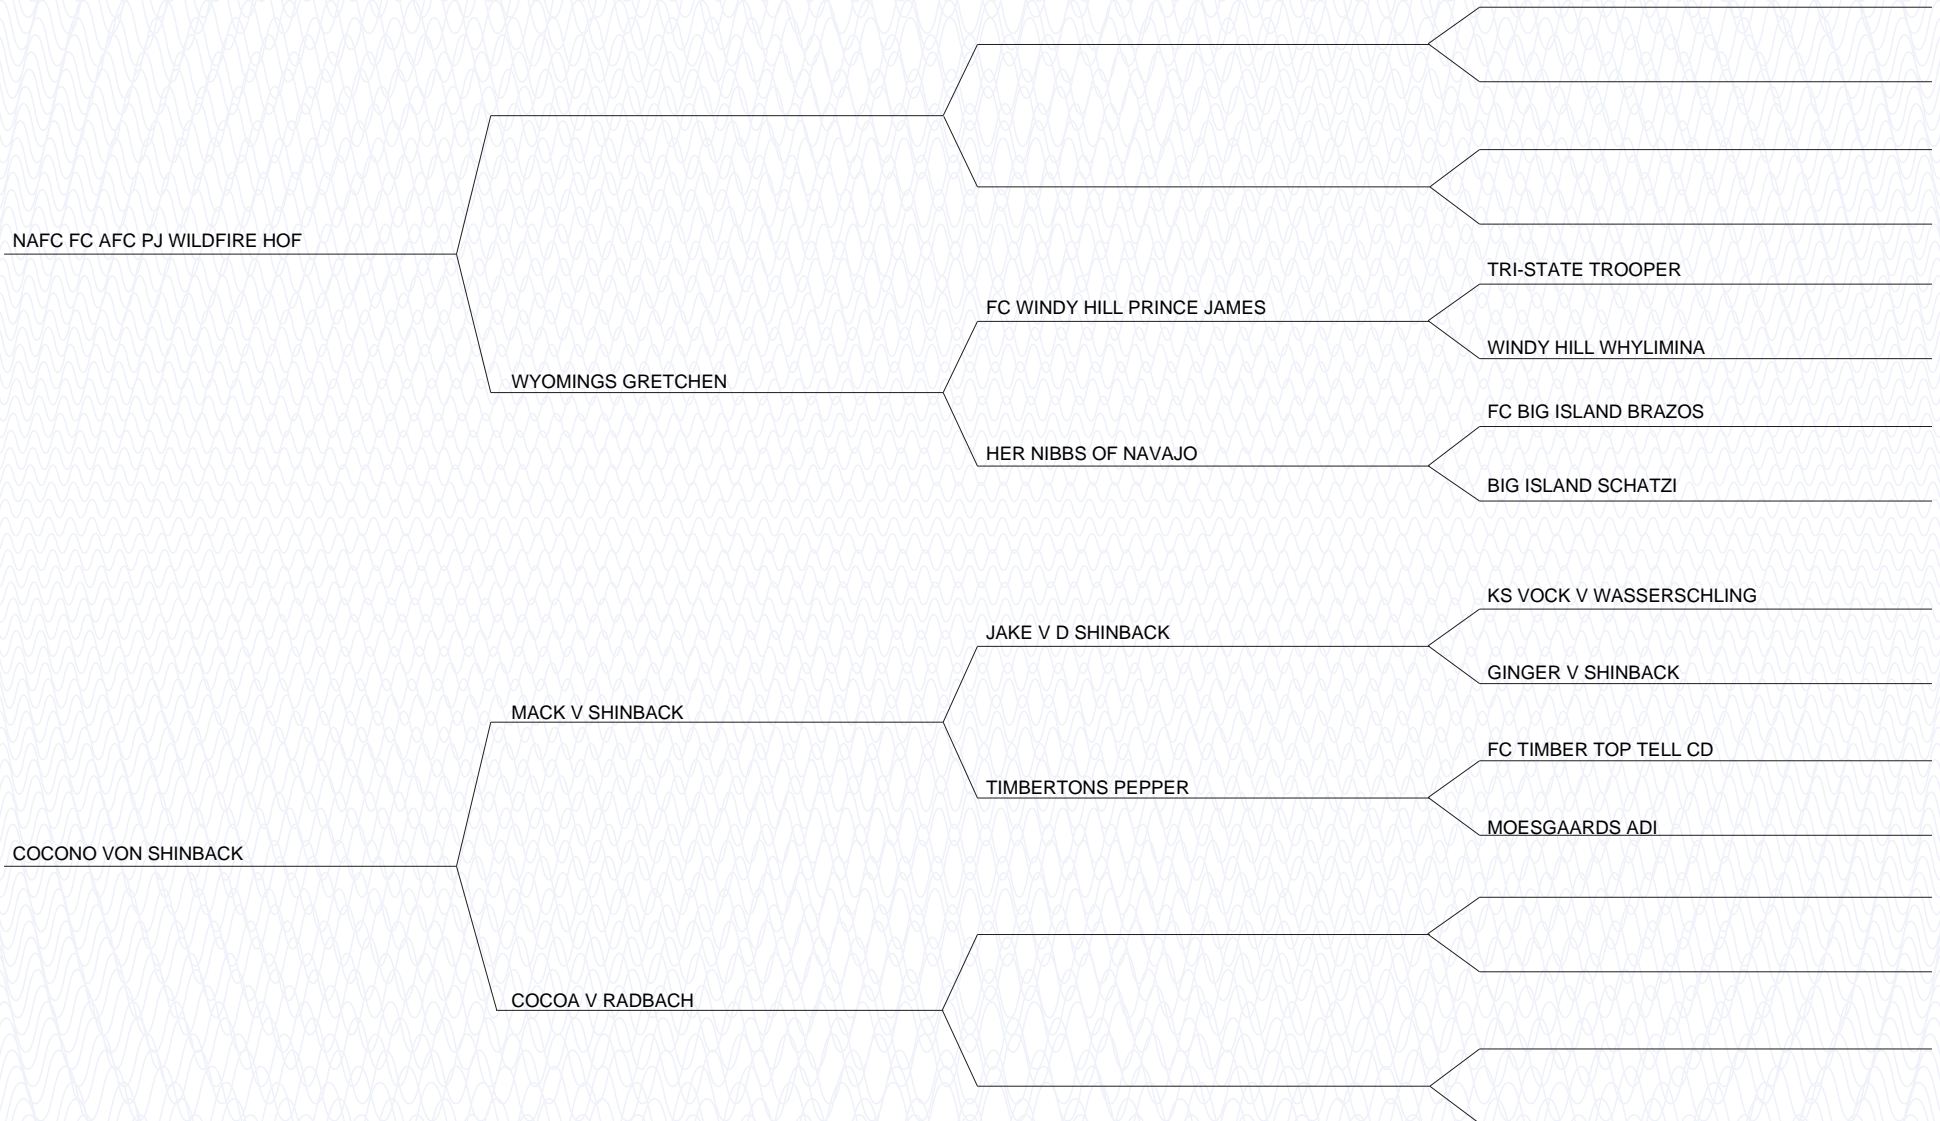 NAFC FC AFC PJ WILDFIRE HOF
TRI-STATE TROOPER
FC WINDY HILL PRINCE JAMES
WINDY HILL WHYLIMINA
WYOMINGS GRETCHEN
FC BIG ISLAND BRAZOS
HER NIBBS OF NAVAJO
BIG ISLAND SCHATZI
KS VOCK V WASSERSCHLING
JAKE V D SHINBACK
GINGER V SHINBACK
MACK V SHINBACK
FC TIMBER TOP TELL CD
TIMBERTONS PEPPER
MOESGAARDS ADI
COCONO VON SHINBACK
COCOA V RADBACH